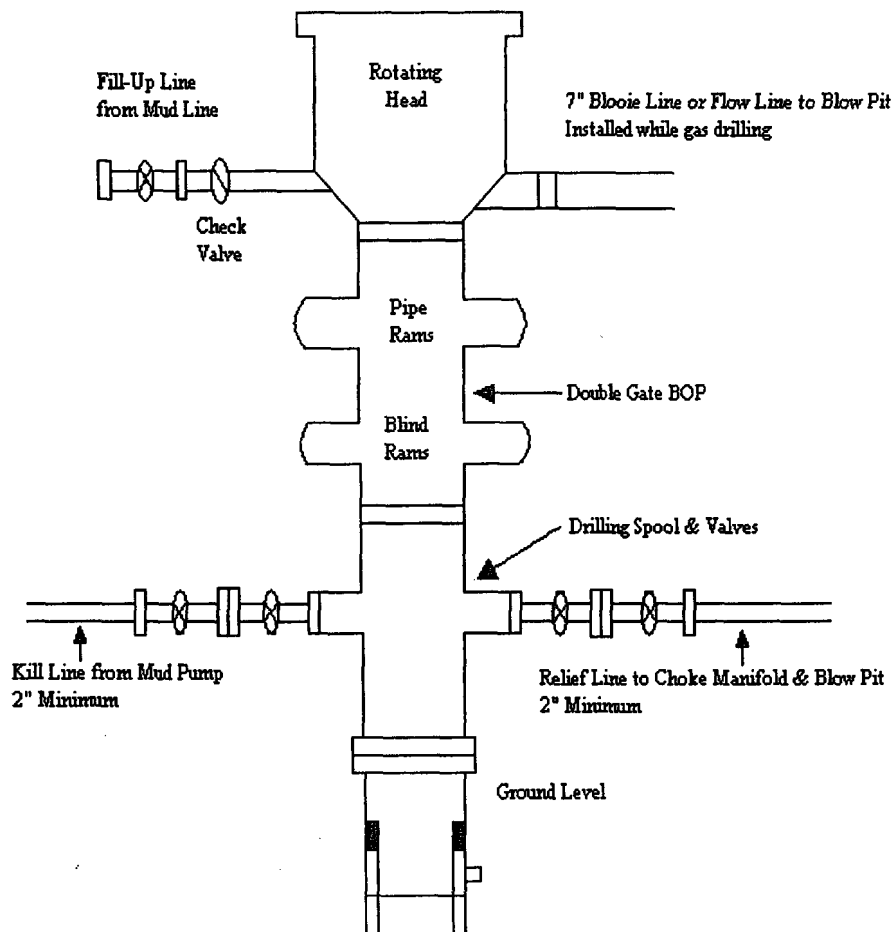 Rotating
Head
Fill-Up Line
from Mud Line
7" Blooie Line or Flow Line to Blow Pit
Installed while gas drilling
Check
Valve
Pipe
Rams
Double Gate BOP
Blind
Rams
Drilling Spool & Valves
Kill Line from Mud Pump
2" Minimum
Relief Line to Choke Manifold & Blow Pit
2" Minimum
Ground Level